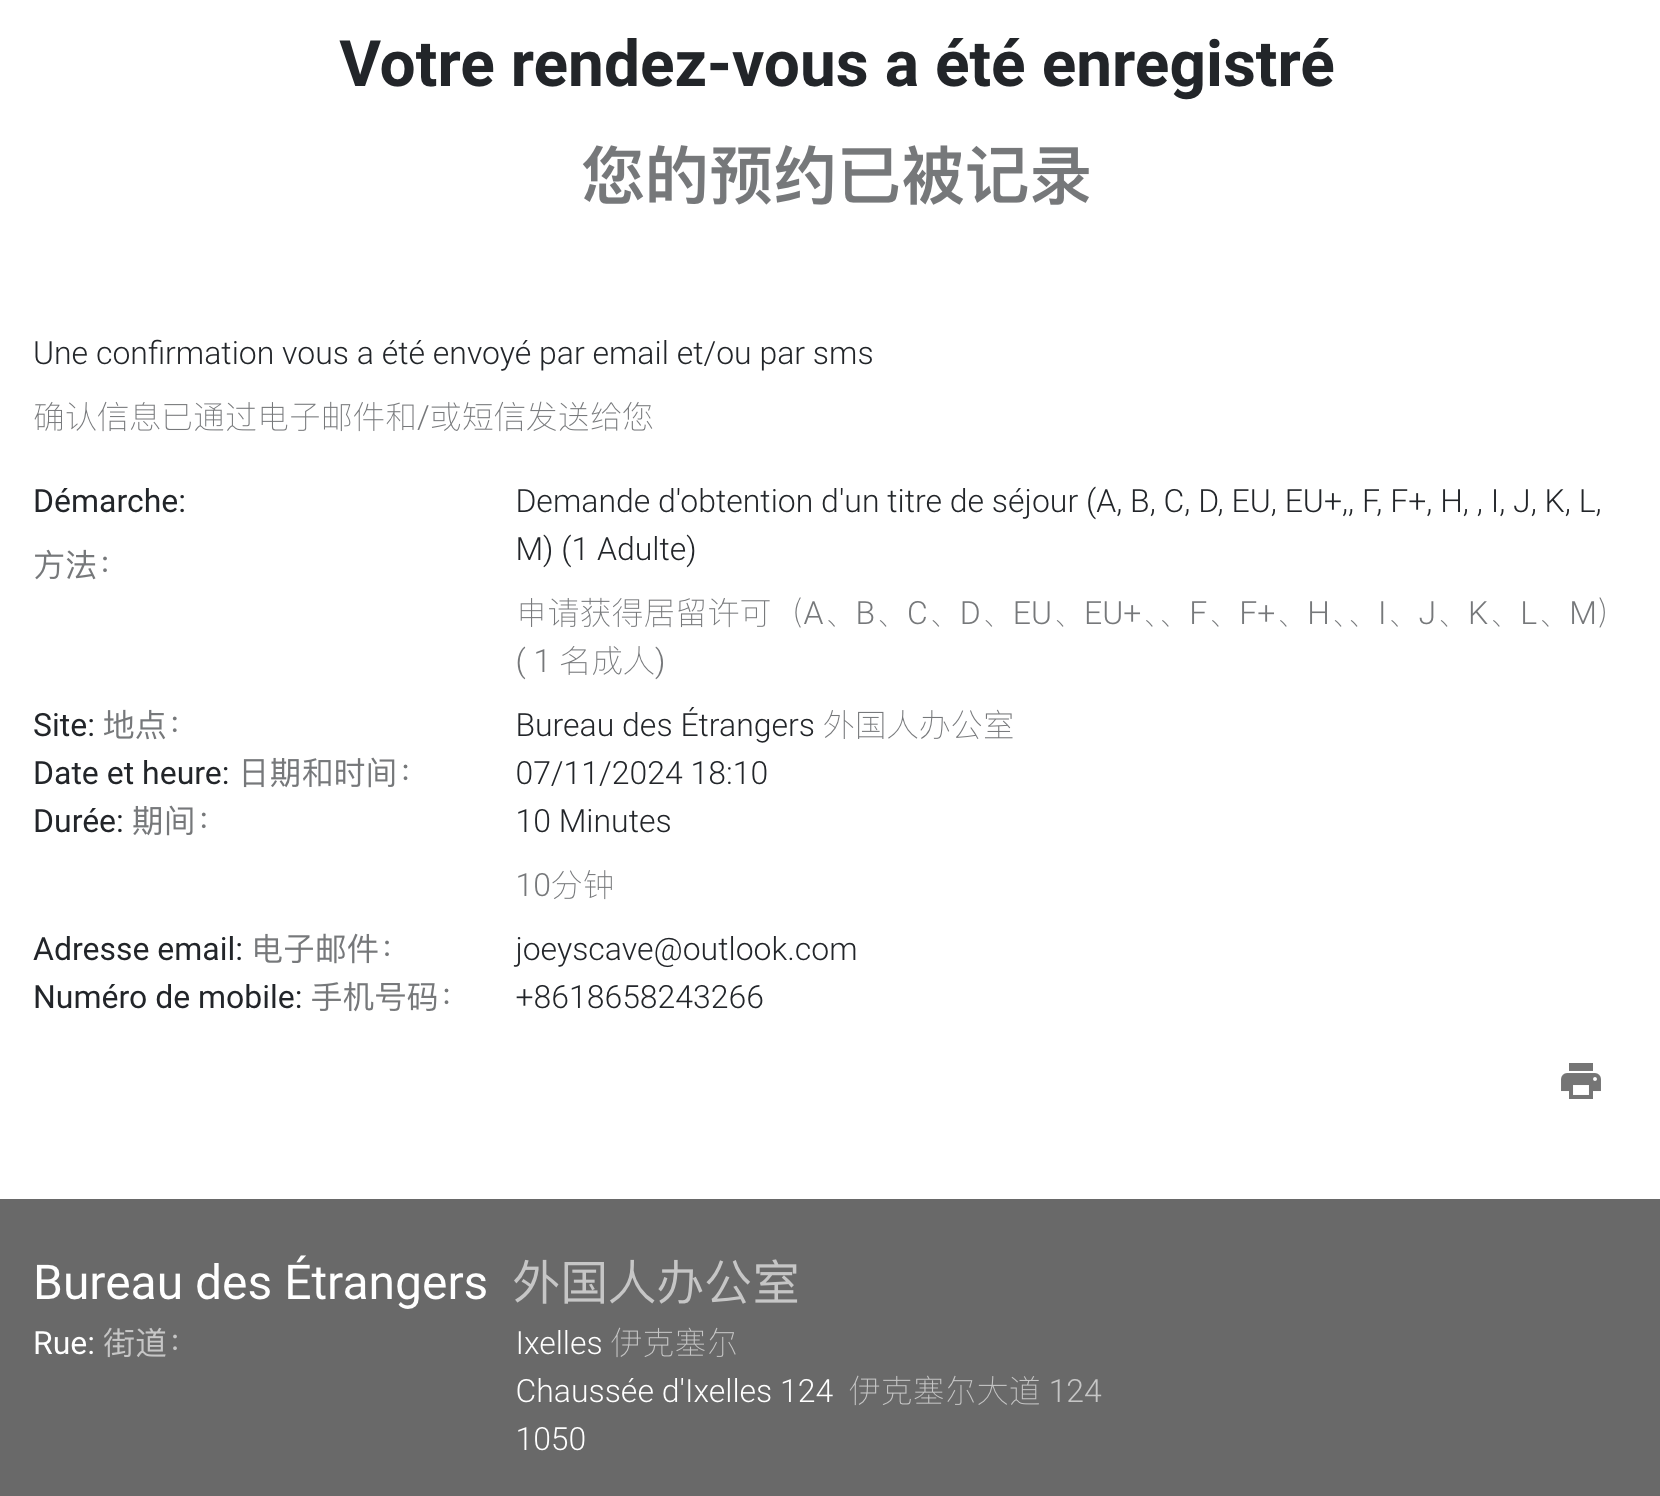 Votre rendez-vous a été enregistré
您的预约已被记录
Une confirmation vous a été envoyé par email et/ou par sms
确认信息已通过电子邮件和/或短信发送给您
Démarche: Demande d'obtention d'un titre de séjour (A, B, C, D, EU, EU+,, F, F+, H, , I, J, K, L,
M) (1 Adulte)
方法：
申请获得居留许可（A、B、C、D、EU、EU+、、F、F+、H、、I、J、K、L、M）
( 1 名成人)
Site: 地点： Bureau des Étrangers 外国人办公室
Date et heure: 日期和时间： 07/11/2024 18:10
Durée: 期间： 10 Minutes
10分钟
Adresse email: 电子邮件： joeyscave@outlook.com
Numéro de mobile: 手机号码： +8618658243266
Bureau des Étrangers 外国人办公室
Rue: 街道： Ixelles 伊克塞尔
Chaussée d'Ixelles 124 伊克塞尔大道 124
1050